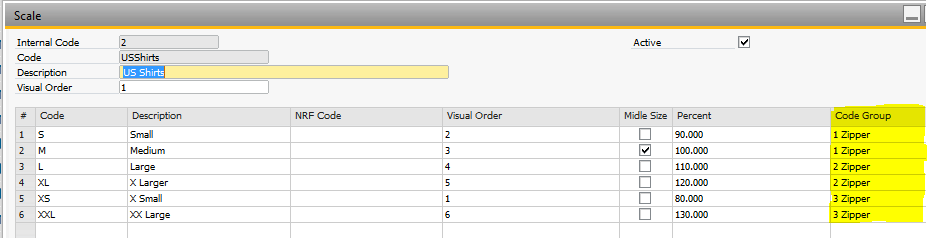 Scale
Internal Code 2 Active
Code USShirts
Description US Shirts
Visual Order 1
# Code Description NRF Code Visual Order Midle Size Percent Code Group
1 S Small 2 90.000 1 Zipper
2 M Medium 3 100.000 1 Zipper
3 L Large 4 110.000 2 Zipper
4 XL X Larger 5 120.000 2 Zipper
5 XS X Small 1 80.000 3 Zipper
6 XXL XX Large 6 130.000 3 Zipper